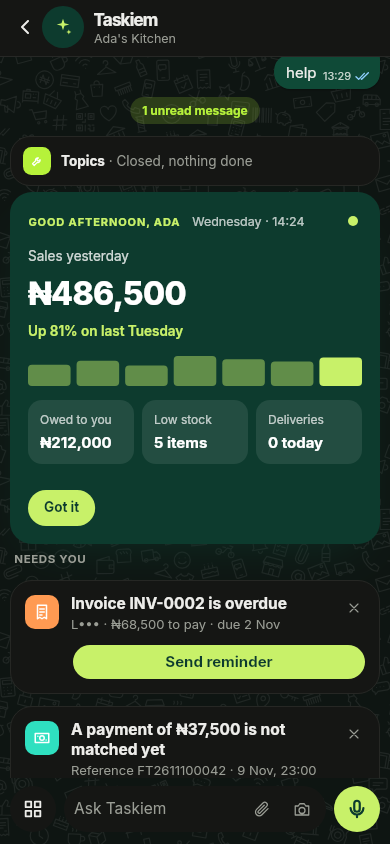 Taskiem
Ada's Kitchen
help 13:29
1 unread message
Topics · Closed, nothing done
GOOD AFTERNOON, ADA Wednesday · 14:24
Sales yesterday
₦486,500
Up 81% on last Tuesday
Owed to you
₦212,000
Low stock
5 items
Deliveries
0 today
Got it
NEEDS YOU
Invoice INV-0002 is overdue
L••• · ₦68,500 to pay · due 2 Nov
Send reminder
A payment of ₦37,500 is not
matched yet
Reference FT2611100042 · 9 Nov, 23:00
Ask Taskiem